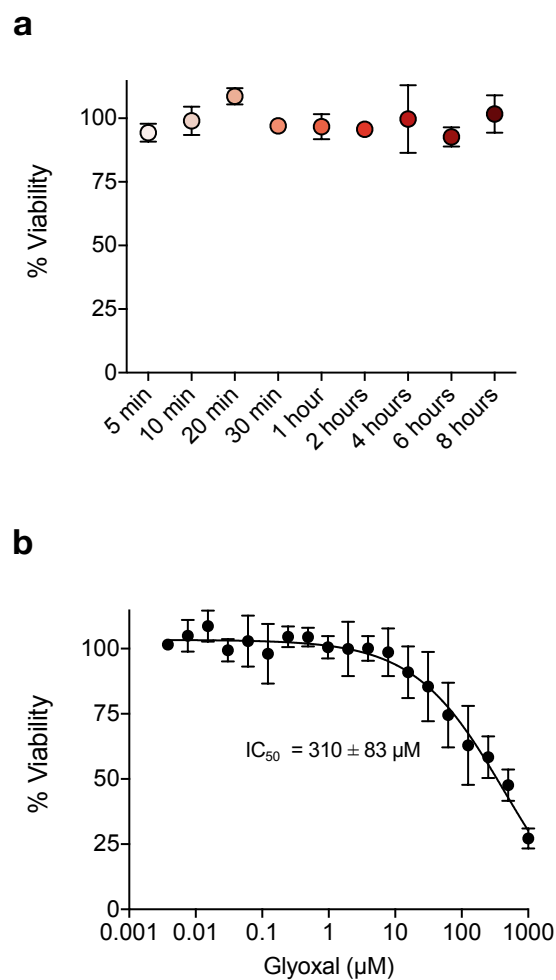 a
% Viability
100
75
50
25
0
5 min
10 min
20 min
30 min
1 hour
2 hours
4 hours
6 hours
8 hours
b
% Viability
100
75
50
25
0
IC50 = 310 ± 83 µM
0.001 0.01 0.1 1 10 100 1000
Glyoxal (µM)